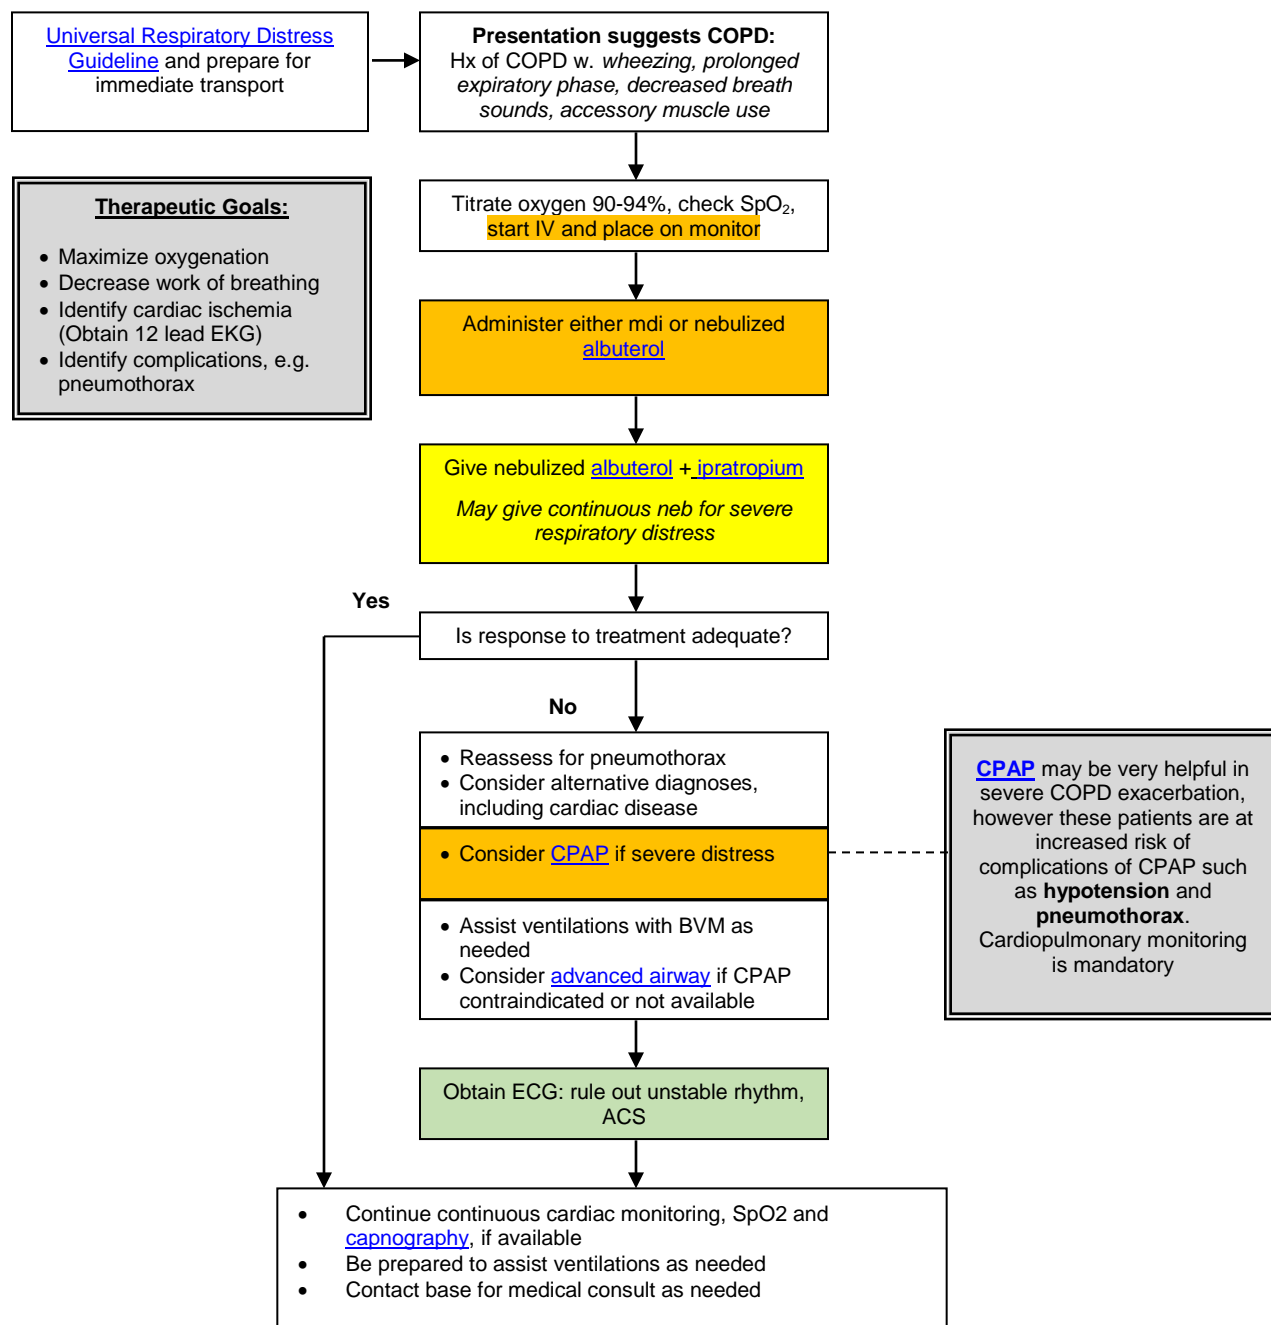 Universal Respiratory Distress
Guideline and prepare for
immediate transport
Presentation suggests COPD:
Hx of COPD w. wheezing, prolonged
expiratory phase, decreased breath
sounds, accessory muscle use
Therapeutic Goals:
• Maximize oxygenation
• Decrease work of breathing
• Identify cardiac ischemia
(Obtain 12 lead EKG)
• Identify complications, e.g.
pneumothorax
Titrate oxygen 90-94%, check SpO₂,
start IV and place on monitor
Administer either mdi or nebulized
albuterol
Give nebulized albuterol + ipratropium
May give continuous neb for severe
respiratory distress
Yes
Is response to treatment adequate?
No
• Reassess for pneumothorax
• Consider alternative diagnoses,
including cardiac disease
• Consider CPAP if severe distress
• Assist ventilations with BVM as
needed
• Consider advanced airway if CPAP
contraindicated or not available
CPAP may be very helpful in
severe COPD exacerbation,
however these patients are at
increased risk of
complications of CPAP such
as hypotension and
pneumothorax.
Cardiopulmonary monitoring
is mandatory
Obtain ECG: rule out unstable rhythm,
ACS
• Continue continuous cardiac monitoring, SpO2 and
capnography, if available
• Be prepared to assist ventilations as needed
• Contact base for medical consult as needed